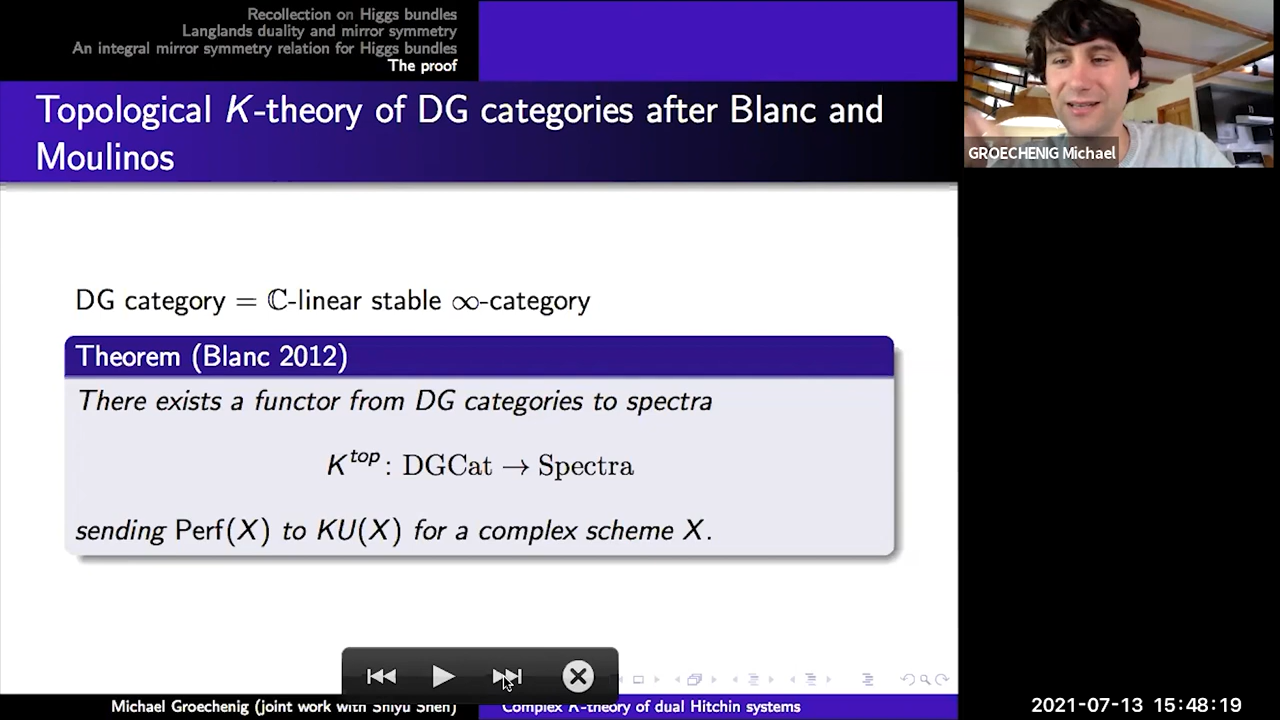 Recollection on Higgs bundles
Langlands duality and mirror symmetry
An integral mirror symmetry relation for Higgs bundles
The proof
Topological K-theory of DG categories after Blanc and
Moulinos
GROECHENIG Michael
DG category = ℂ-linear stable ∞-category
Theorem (Blanc 2012)
There exists a functor from DG categories to spectra
K^top : DGCat → Spectra
sending Perf(X) to KU(X) for a complex scheme X.
Michael Groechenig (joint work with Shiyu Shen)
Complex K-theory of dual Hitchin systems
2021-07-13 15:48:19